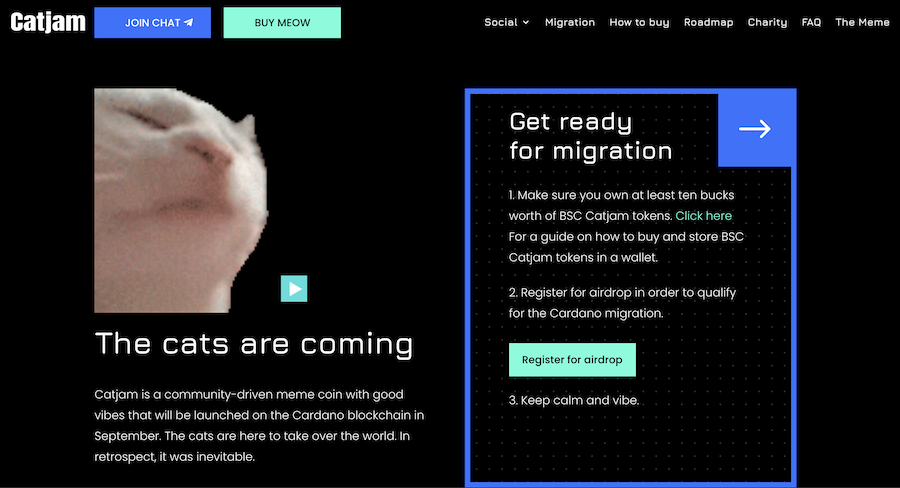 Catjam
JOIN CHAT
BUY MEOW
Social
Migration
How to buy
Roadmap
Charity
FAQ
The Meme
The cats are coming
Catjam is a community-driven meme coin with good
vibes that will be launched on the Cardano blockchain in
September. The cats are here to take over the world. In
retrospect, it was inevitable.
Get ready
for migration
1. Make sure you own at least ten bucks
worth of BSC Catjam tokens. Click here
For a guide on how to buy and store BSC
Catjam tokens in a wallet.
2. Register for airdrop in order to qualify
for the Cardano migration.
Register for airdrop
3. Keep calm and vibe.